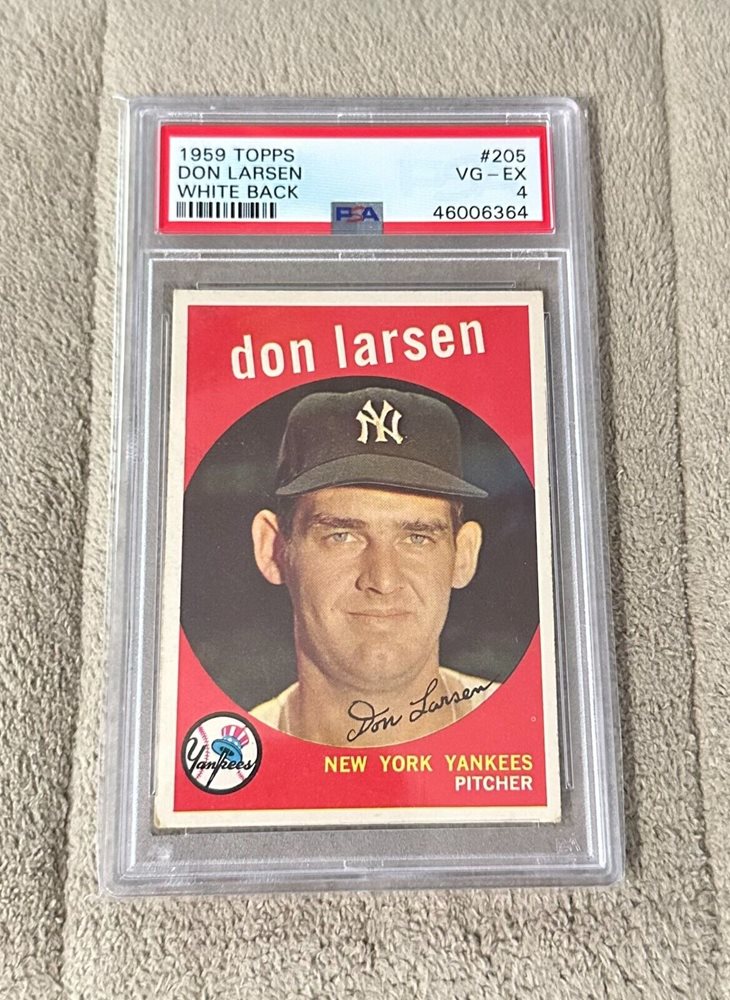 1959 TOPPS #205
DON LARSEN VG-EX
WHITE BACK 4
PSA 46006364
don larsen
NY
Don Larsen
Yankees
NEW YORK YANKEES
PITCHER